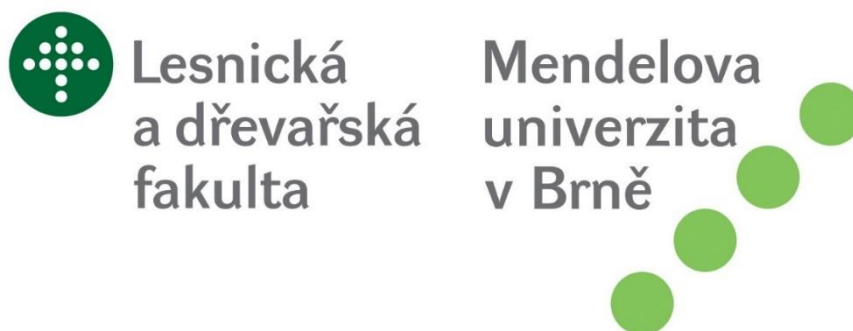 Lesnická
a dřevařská
fakulta
Mendelova
univerzita
v Brně